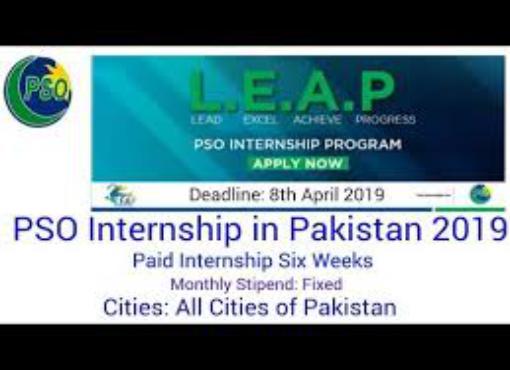 PSO
L.E.A.P
LEAD EXCEL ACHIEVE PROGRESS
PSO INTERNSHIP PROGRAM
APPLY NOW
Deadline: 8th April 2019
PSO Internship in Pakistan 2019
Paid Internship Six Weeks
Monthly Stipend: Fixed
Cities: All Cities of Pakistan